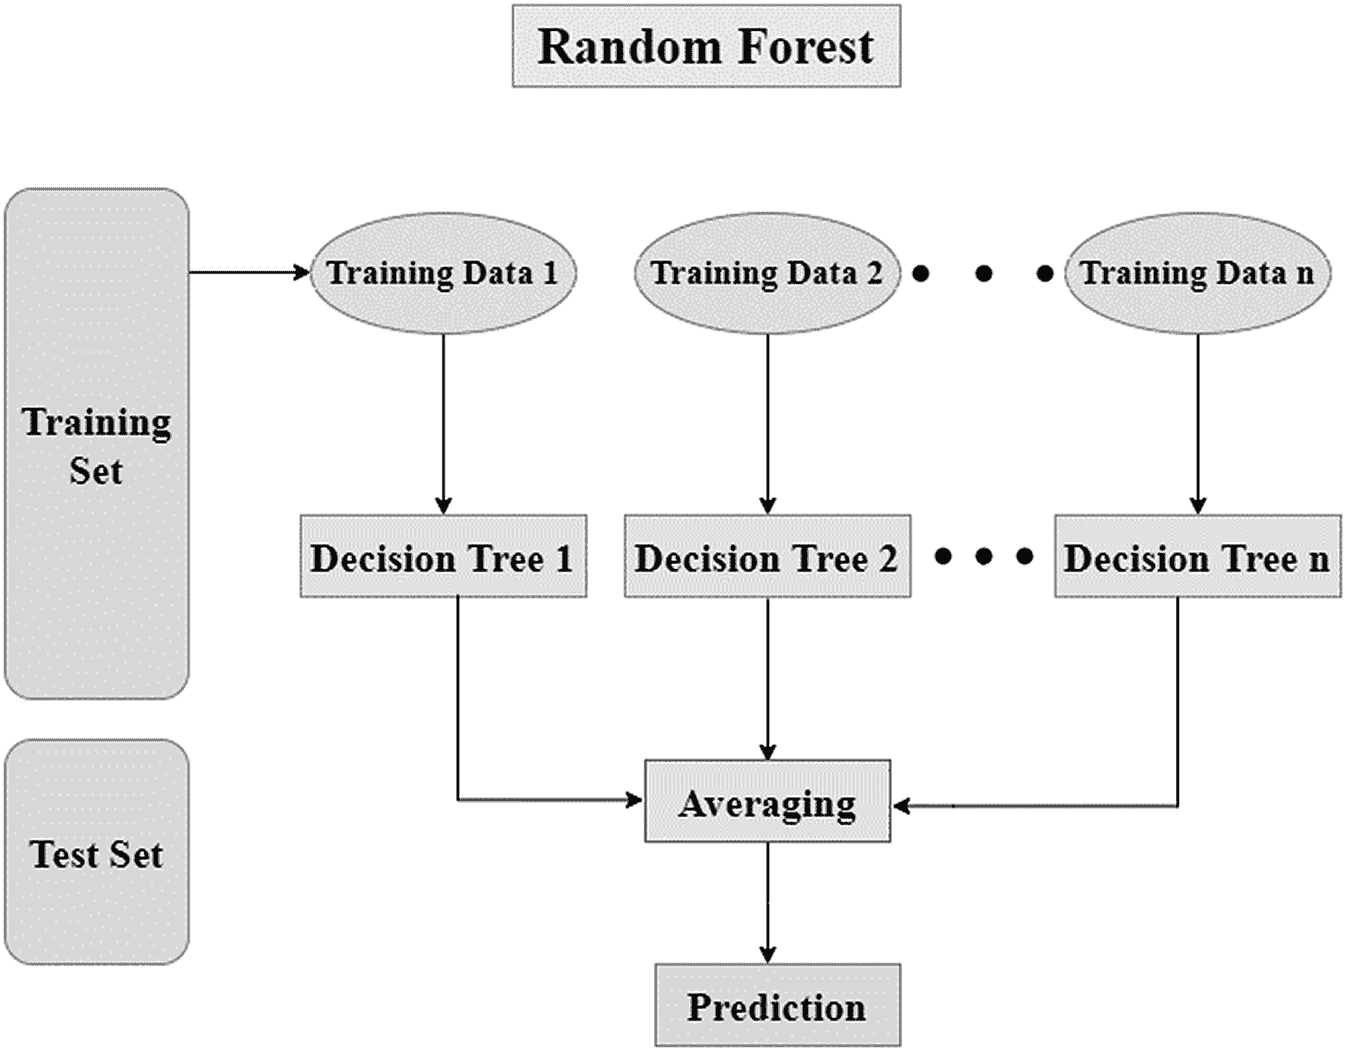 Random Forest
Training Data 1
Training Data 2
Training Data n
Training
Set
Decision Tree 1
Decision Tree 2
Decision Tree n
Averaging
Test Set
Prediction